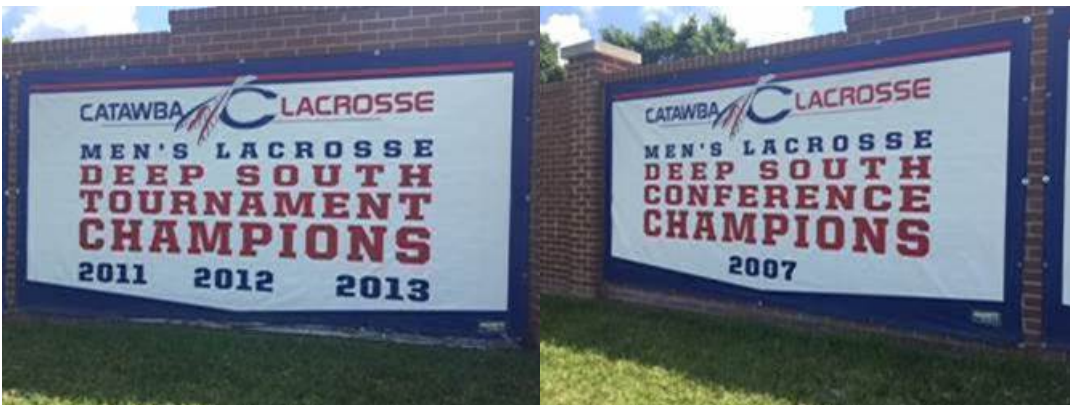 CATAWBA C LACROSSE
MEN'S LACROSSE
DEEP SOUTH
TOURNAMENT
CHAMPIONS
2011 2012 2013
CATAWBA C LACROSSE
MEN'S LACROSSE
DEEP SOUTH
CONFERENCE
CHAMPIONS
2007